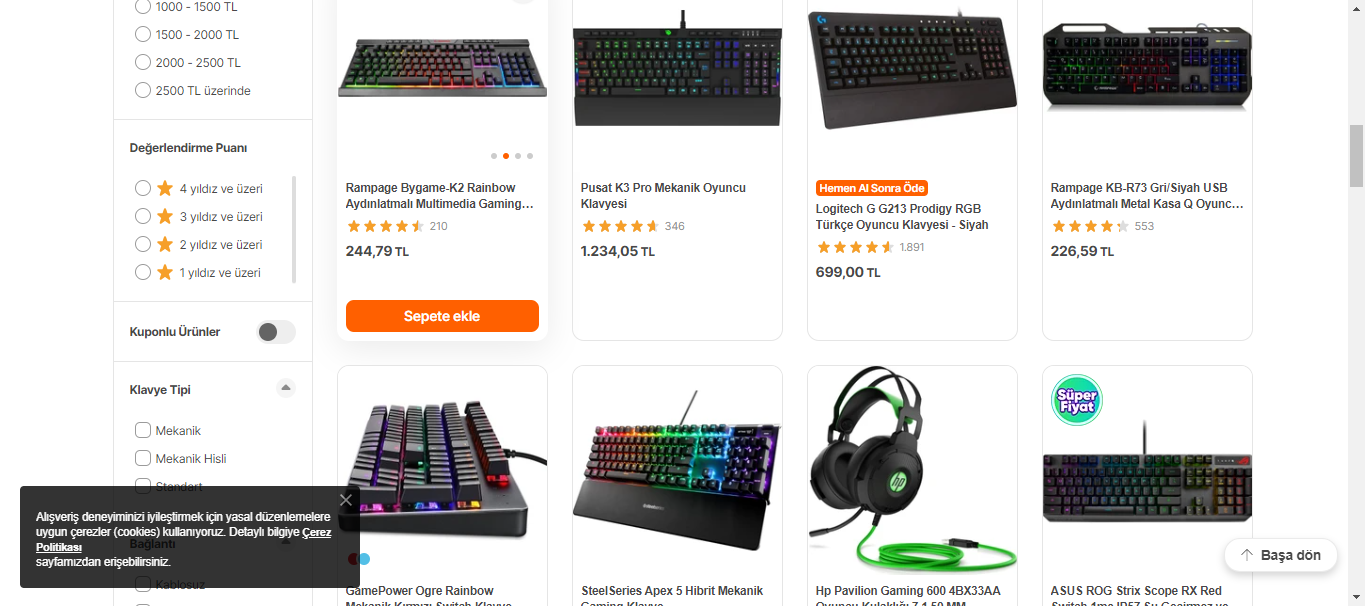 1000 - 1500 TL
1500 - 2000 TL
2000 - 2500 TL
2500 TL üzerinde
Değerlendirme Puanı
4 yıldız ve üzeri
3 yıldız ve üzeri
2 yıldız ve üzeri
1 yıldız ve üzeri
Kuponlu Ürünler
Klavye Tipi
Mekanik
Mekanik Hisli
Standart
Bağlantı
Kablosuz
Alışveriş deneyiminizi iyileştirmek için yasal düzenlemelere
uygun çerezler (cookies) kullanıyoruz. Detaylı bilgiye Çerez
Politikası
sayfamızdan erişebilirsiniz.
Rampage Bygame-K2 Rainbow
Aydınlatmalı Multimedia Gaming...
210
244,79 TL
Sepete ekle
Pusat K3 Pro Mekanik Oyuncu
Klavyesi
346
1.234,05 TL
Hemen Al Sonra Öde
Logitech G G213 Prodigy RGB
Türkçe Oyuncu Klavyesi - Siyah
1.891
699,00 TL
Rampage KB-R73 Gri/Siyah USB
Aydınlatmalı Metal Kasa Q Oyunc...
553
226,59 TL
GamePower Ogre Rainbow
Mekanik Kırmızı Switch Klavye
SteelSeries Apex 5 Hibrit Mekanik
Gaming Klavye
hp
Hp Pavilion Gaming 600 4BX33AA
Oyuncu Kulaklığı 7.1 50 MM
Süper
Fiyat
ASUS ROG Strix Scope RX Red
Switch 1ms IP57 Su Geçirmez ve
Başa dön